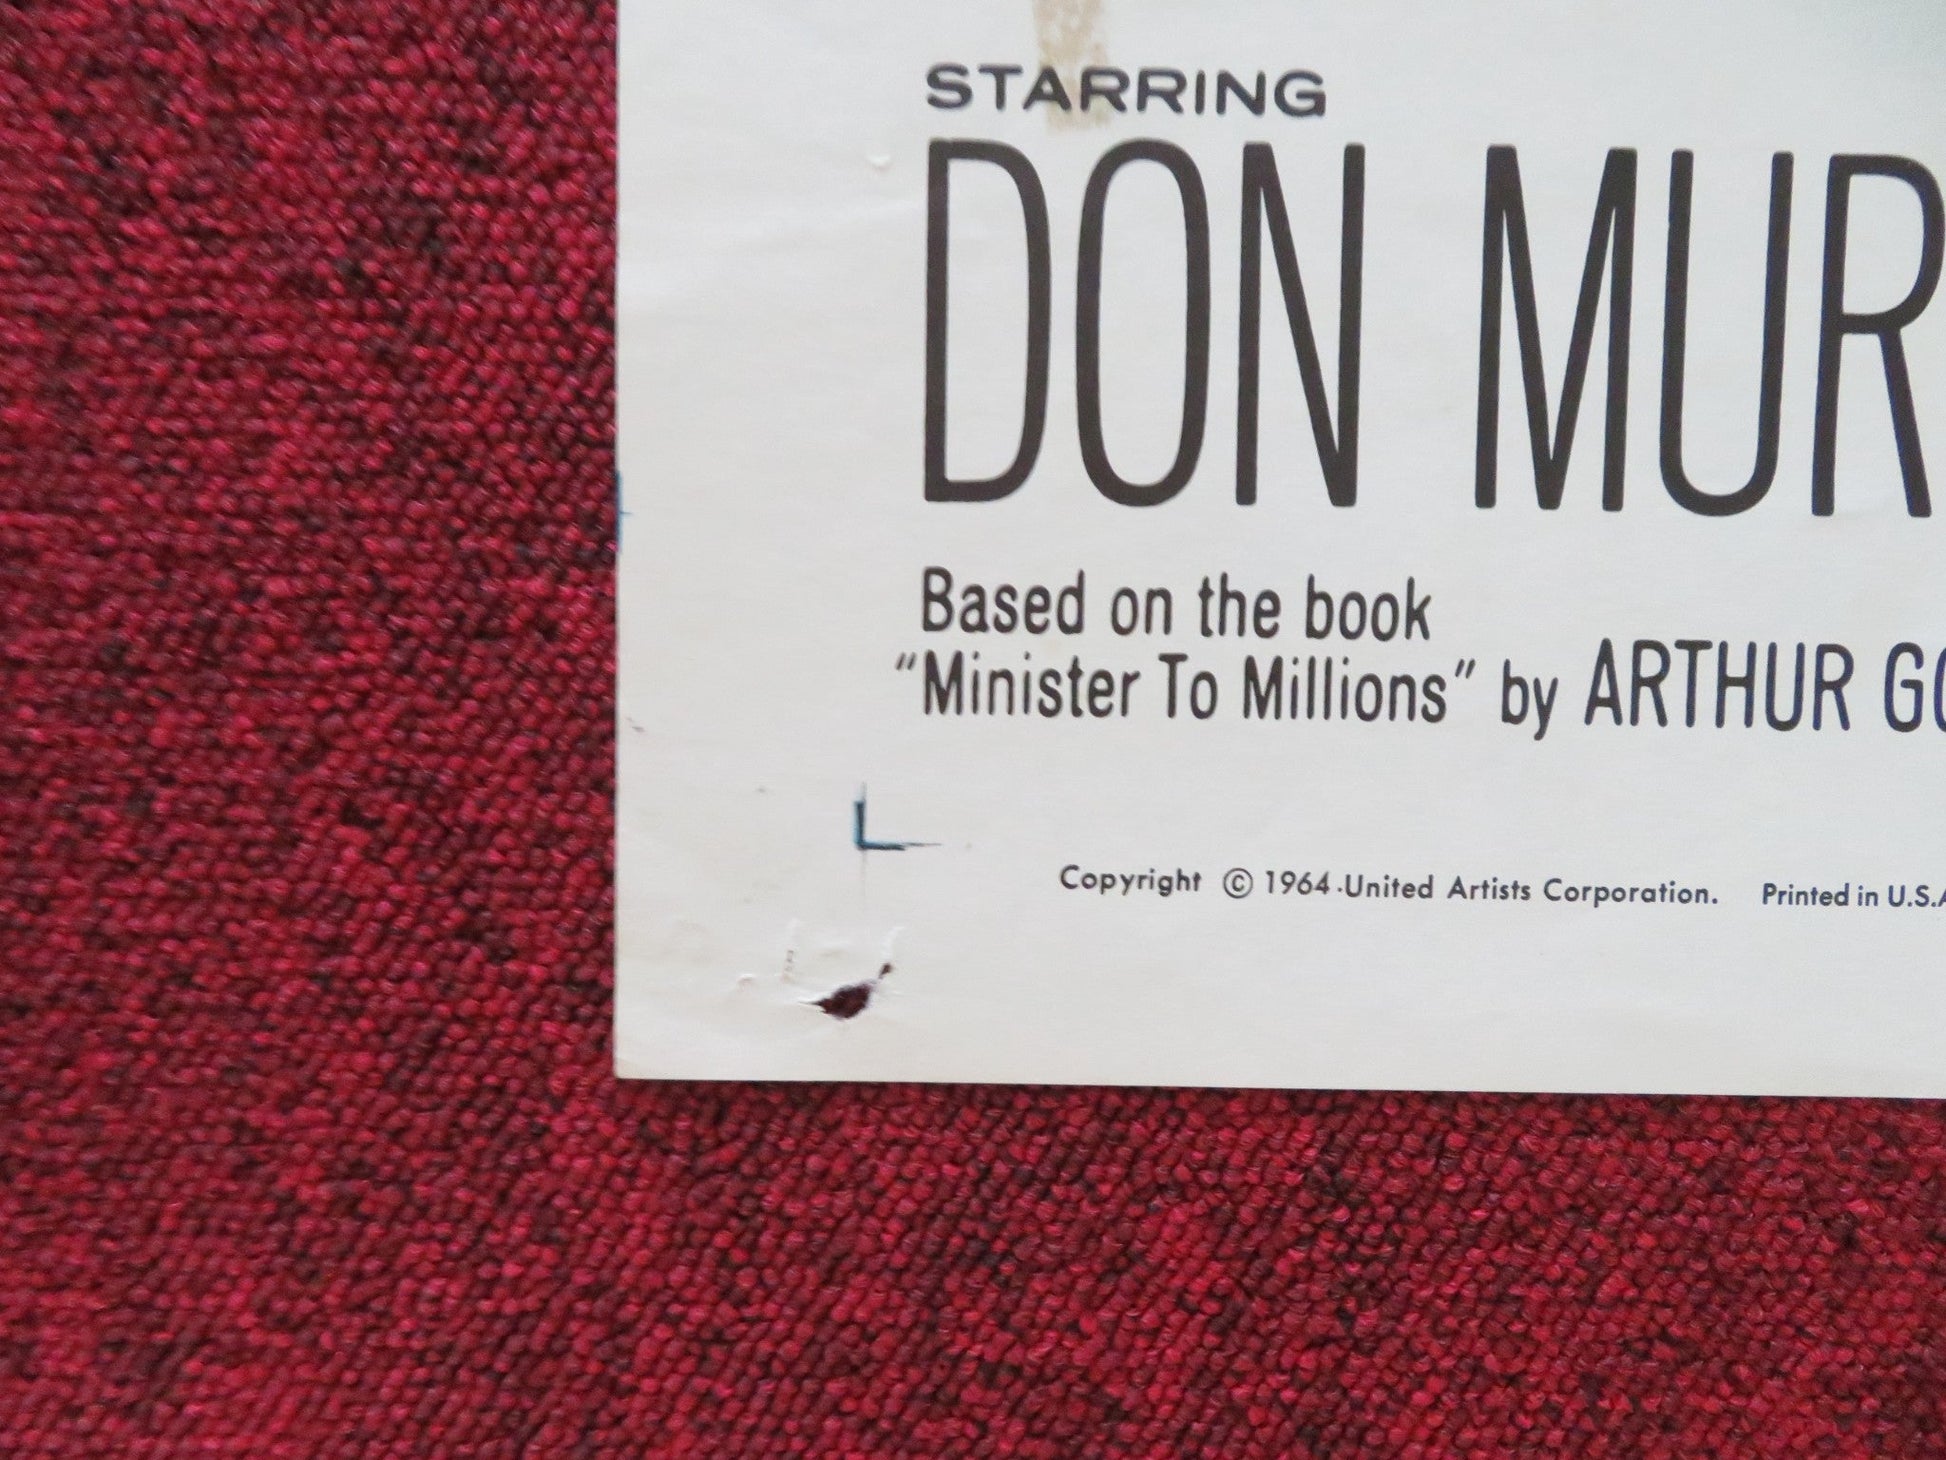 STARRING
DON MUR
Based on the book
"Minister To Millions" by ARTHUR GO
Copyright © 1964 United Artists Corporation. Printed in U.S.A